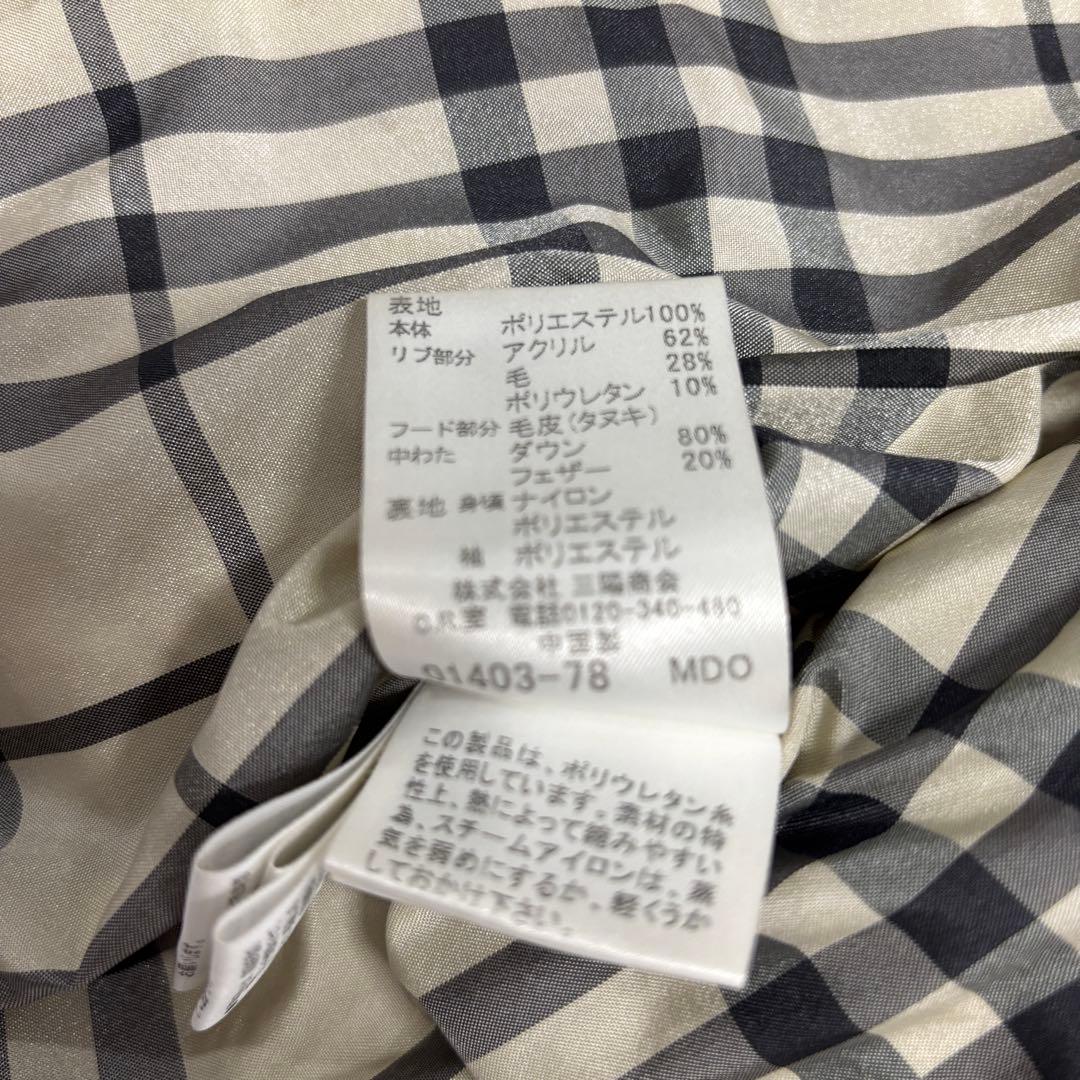 表地
本体 ポリエステル100%
リブ部分 アクリル 62%
毛 28%
ポリウレタン 10%
フード部分 毛皮(タヌキ)
中わた ダウン 80%
フェザー 20%
裏地 身頃 ナイロン
ポリエステル
袖 ポリエステル
株式会社 三陽商会
C.R室 電話0120-340-460
中国製
01403-78 MDO
この製品は、ポリウレタン糸
を使用しています。素材の特
性上、熱によって縮みやすい
為、スチームアイロンは、蒸
気を弱めにするか、軽くうか
しておかけ下さい。